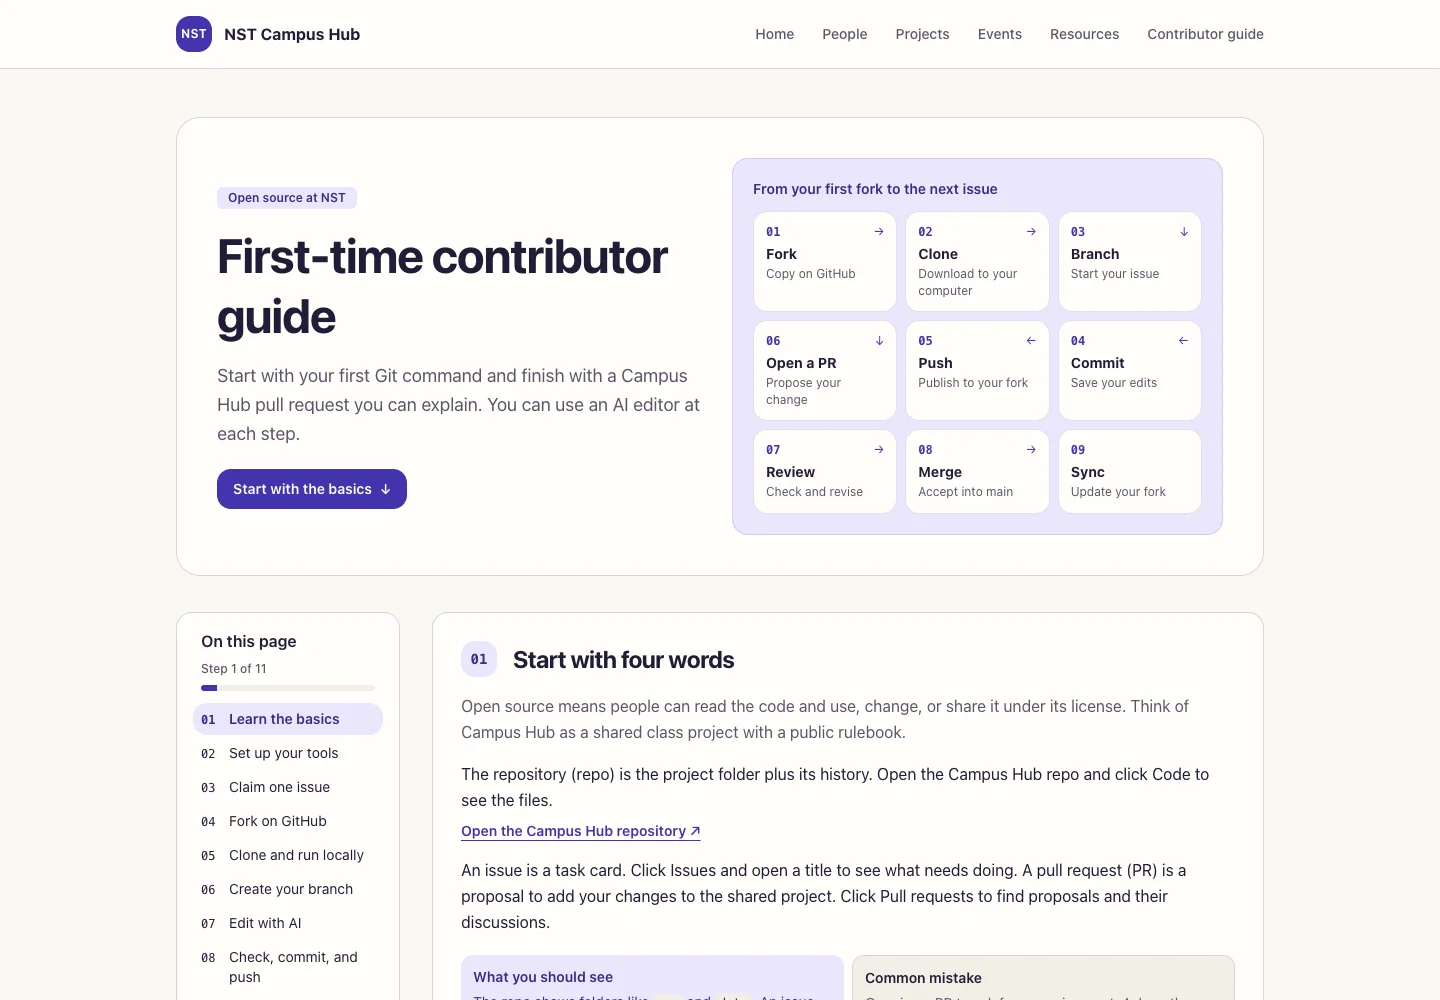 NST
NST Campus Hub
Home
People
Projects
Events
Resources
Contributor guide
Open source at NST
First-time contributor
guide
Start with your first Git command and finish with a Campus
Hub pull request you can explain. You can use an AI editor at
each step.
Start with the basics ↓
From your first fork to the next issue
01 →
Fork
Copy on GitHub
02 →
Clone
Download to your
computer
03 ↓
Branch
Start your issue
06 ↓
Open a PR
Propose your
change
05 ←
Push
Publish to your fork
04 ←
Commit
Save your edits
07 →
Review
Check and revise
08 →
Merge
Accept into main
09
Sync
Update your fork
On this page
Step 1 of 11
01 Learn the basics
02 Set up your tools
03 Claim one issue
04 Fork on GitHub
05 Clone and run locally
06 Create your branch
07 Edit with AI
08 Check, commit, and
push
01 Start with four words
Open source means people can read the code and use, change, or share it under its license. Think of
Campus Hub as a shared class project with a public rulebook.
The repository (repo) is the project folder plus its history. Open the Campus Hub repo and click Code to
see the files.
Open the Campus Hub repository ↗
An issue is a task card. Click Issues and open a title to see what needs doing. A pull request (PR) is a
proposal to add your changes to the shared project. Click Pull requests to find proposals and their
discussions.
What you should see
Common mistake